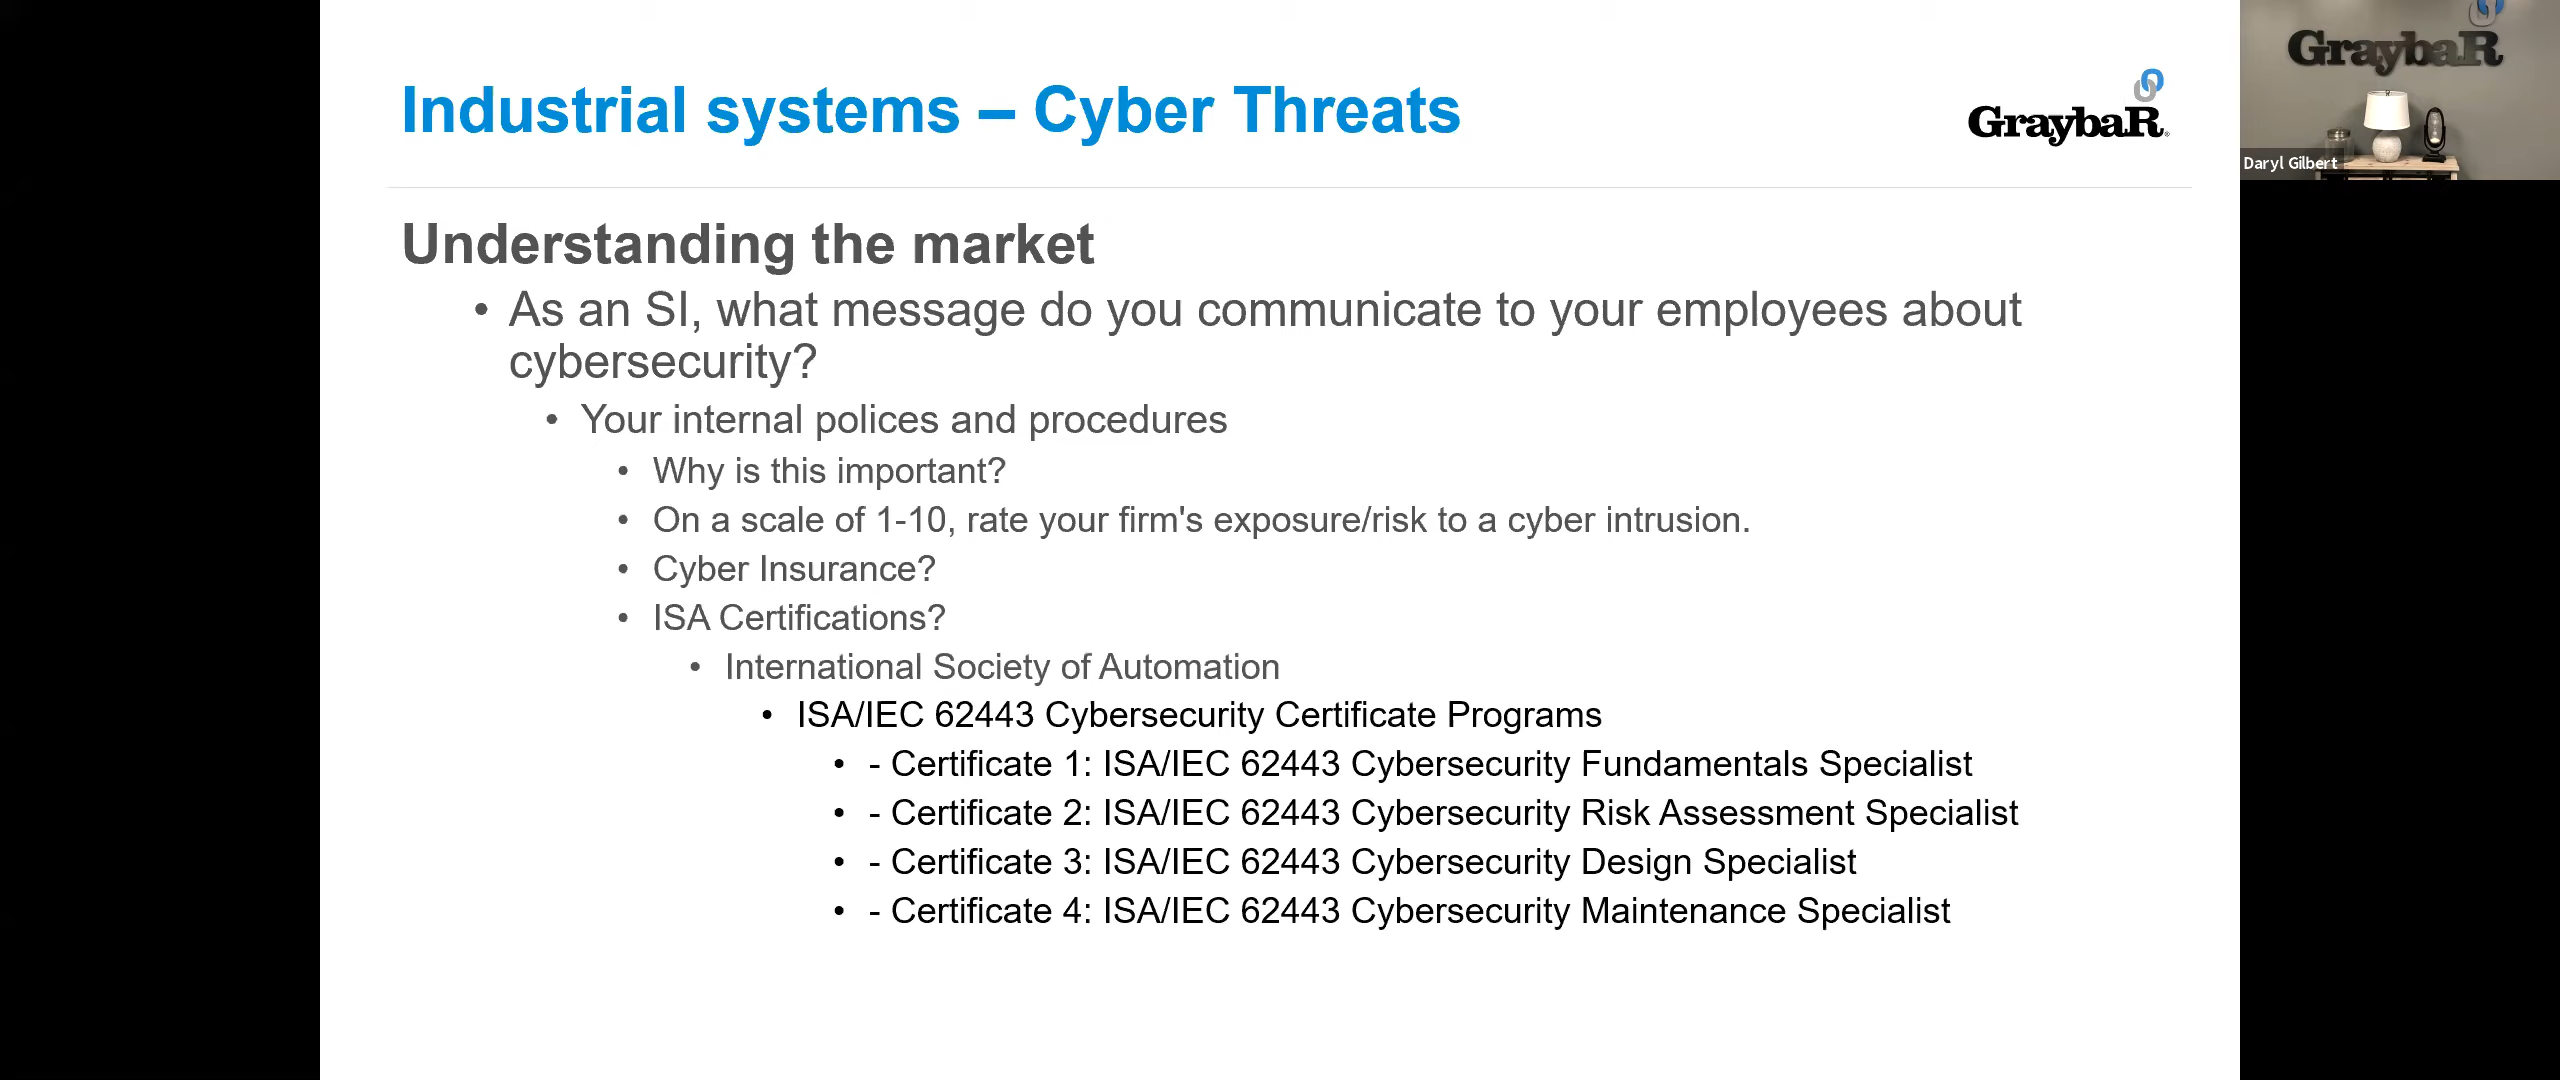 Industrial systems – Cyber Threats
GraybaR
GraybaR
Daryl Gilbert
Understanding the market
• As an SI, what message do you communicate to your employees about
cybersecurity?
• Your internal polices and procedures
• Why is this important?
• On a scale of 1-10, rate your firm's exposure/risk to a cyber intrusion.
• Cyber Insurance?
• ISA Certifications?
• International Society of Automation
• ISA/IEC 62443 Cybersecurity Certificate Programs
• - Certificate 1: ISA/IEC 62443 Cybersecurity Fundamentals Specialist
• - Certificate 2: ISA/IEC 62443 Cybersecurity Risk Assessment Specialist
• - Certificate 3: ISA/IEC 62443 Cybersecurity Design Specialist
• - Certificate 4: ISA/IEC 62443 Cybersecurity Maintenance Specialist